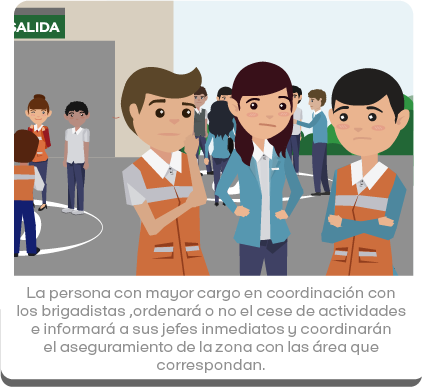 SALIDA
La persona con mayor cargo en coordinación con
los brigadistas ,ordenará o no el cese de actividades
e informará a sus jefes inmediatos y coordinarán
el aseguramiento de la zona con las área que
correspondan.